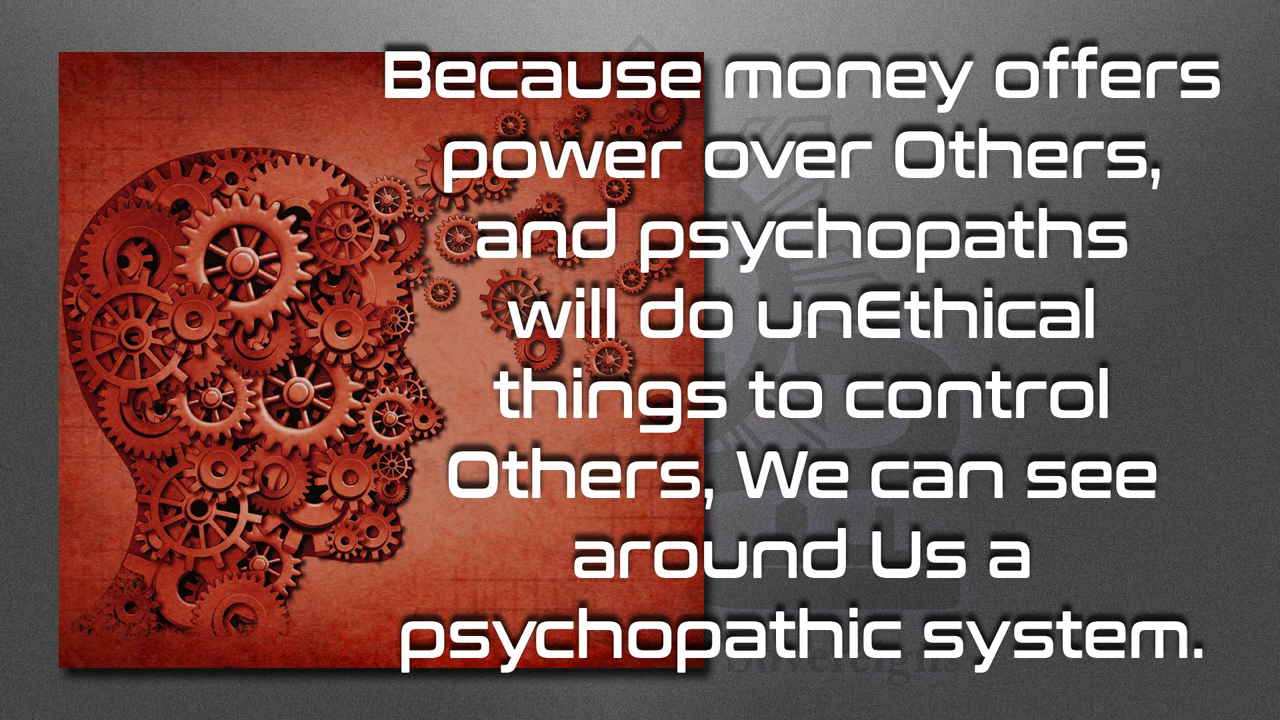 Because money offers
power over Others,
and psychopaths
will do unEthical
things to control
Others, We can see
around Us a
psychopathic system.